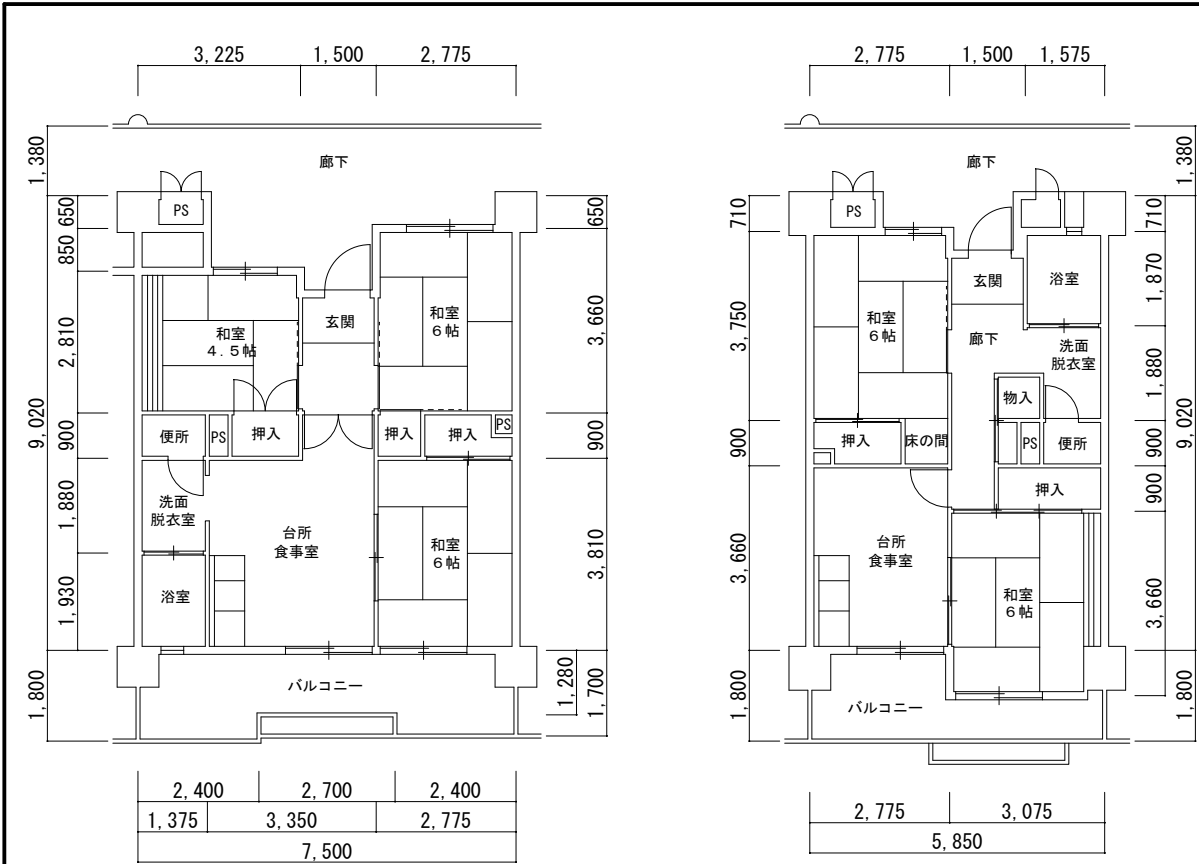 3,225 1,500 2,775
1,380
650
850
2,810
9,020
900
1,880
1,930
1,800
廊下
PS
玄関
和室
6帖
和室
4.5帖
便所
PS
押入
押入
押入
PS
洗面
脱衣室
台所
食事室
和室
6帖
浴室
バルコニー
650
3,660
900
3,810
1,280
1,700
2,400 2,700 2,400
1,375 3,350 2,775
7,500
2,775 1,500 1,575
1,380
710
3,750
900
3,660
1,800
廊下
PS
玄関
浴室
和室
6帖
廊下
洗面
脱衣室
物入
押入
床の間
PS
便所
押入
台所
食事室
和室
6帖
バルコニー
710
1,870
1,880
900
900
3,660
9,020
1,800
2,775 3,075
5,850